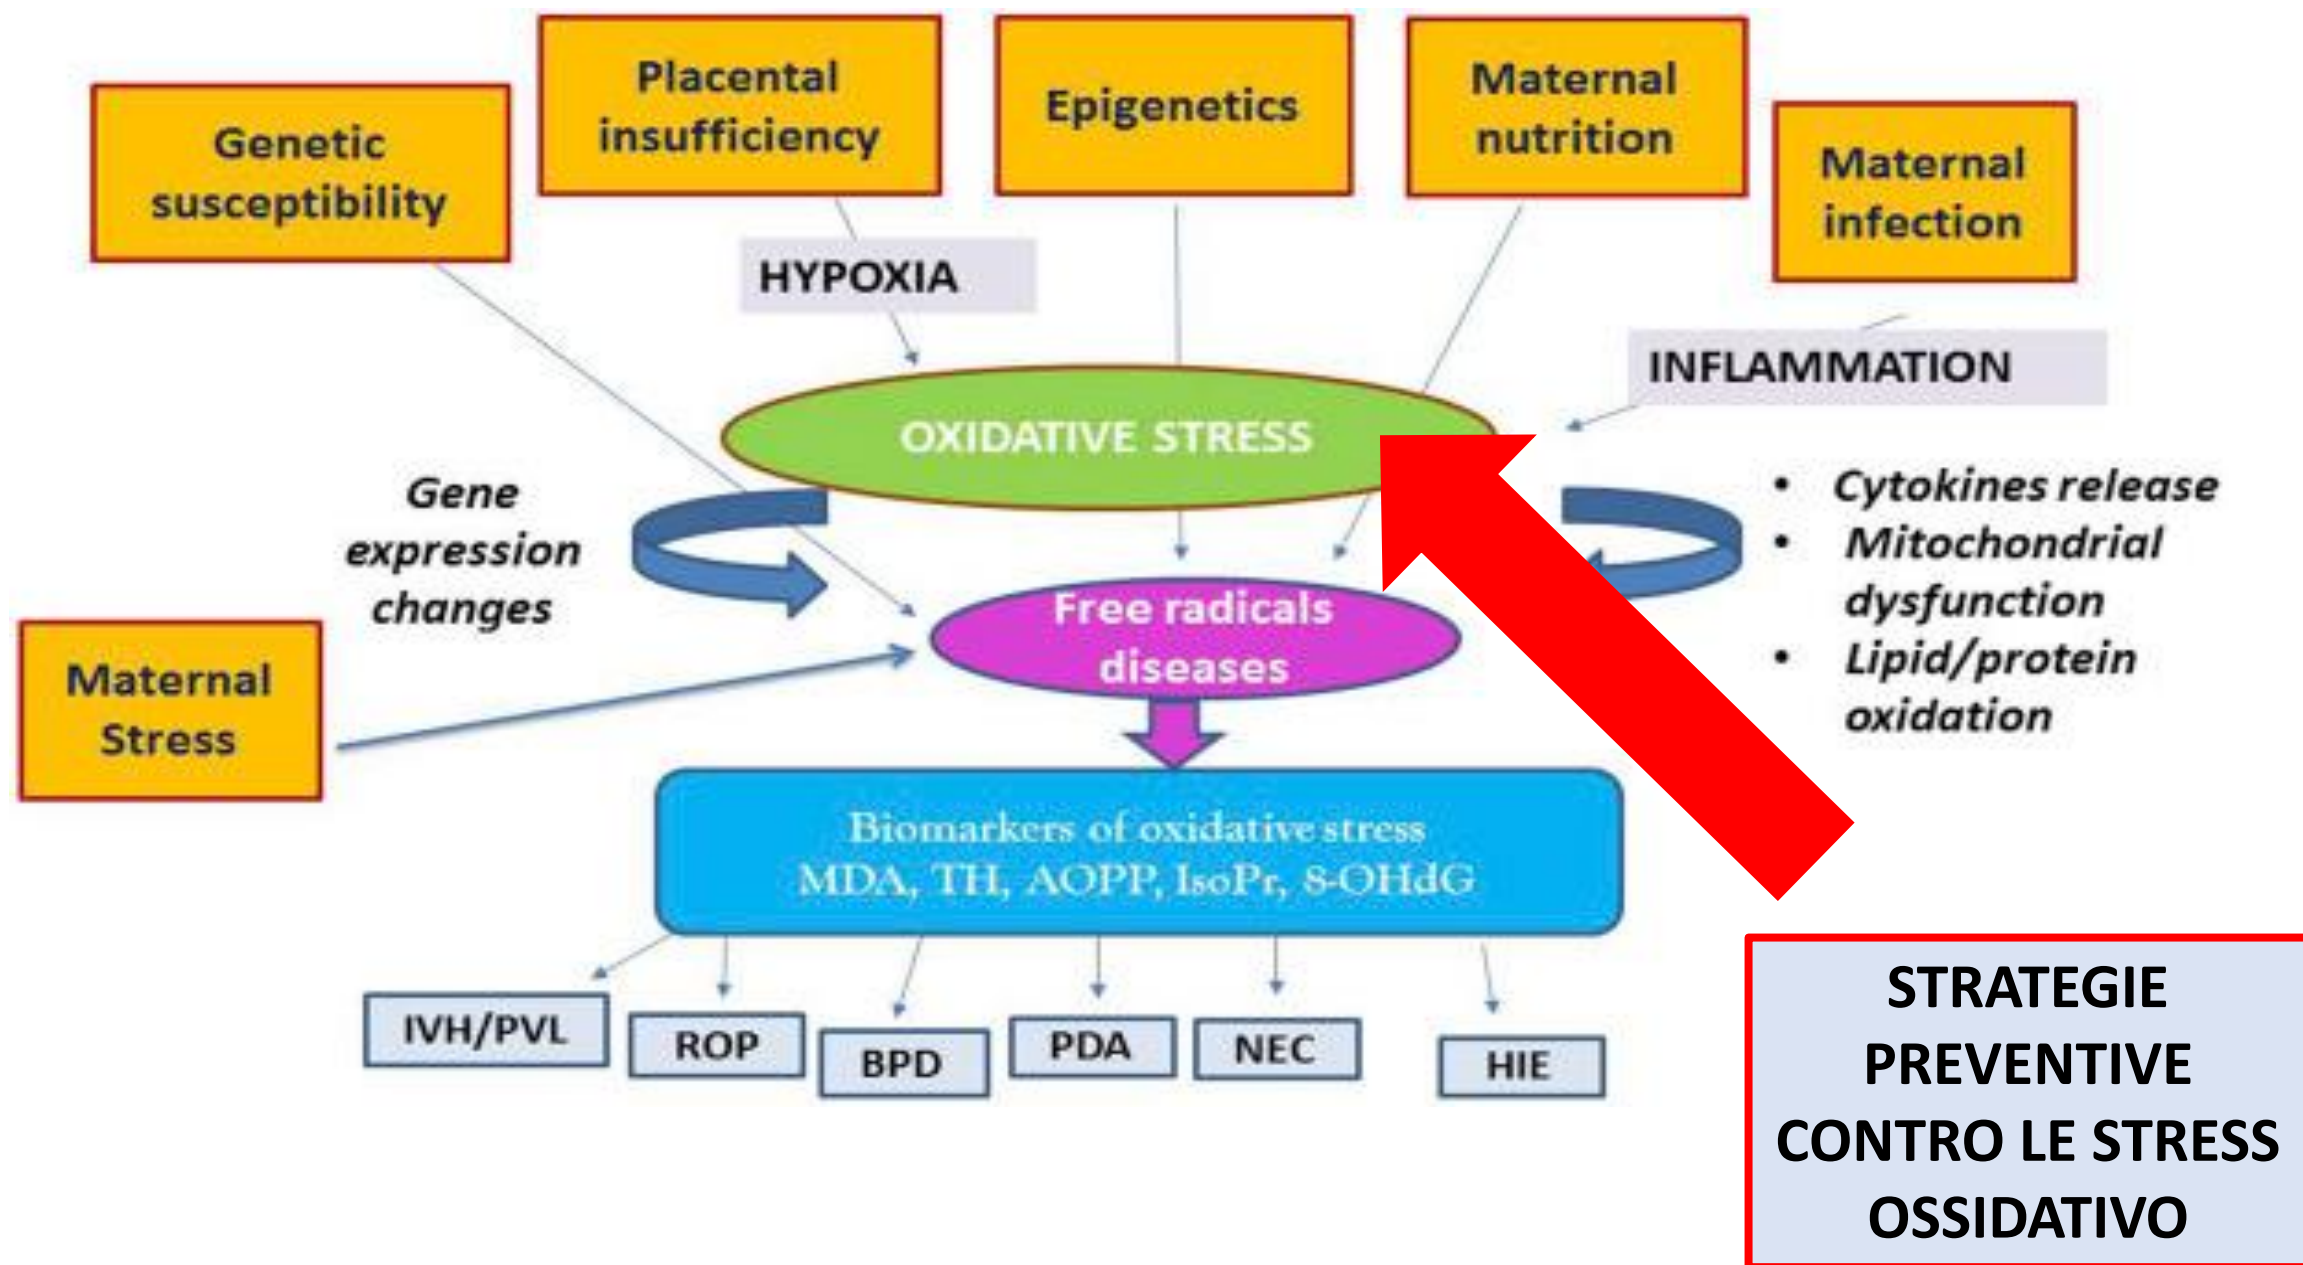 Genetic
susceptibility
Placental
insufficiency
Epigenetics
Maternal
nutrition
Maternal
infection
HYPOXIA
INFLAMMATION
OXIDATIVE STRESS
Gene
expression
changes
• Cytokines release
• Mitochondrial
dysfunction
• Lipid/protein
oxidation
Free radicals
diseases
Maternal
Stress
Biomarkers of oxidative stress
MDA, TH, AOPP, IsoPr, 8-OHdG
IVH/PVL
ROP
BPD
PDA
NEC
HIE
STRATEGIE
PREVENTIVE
CONTRO LE STRESS
OSSIDATIVO